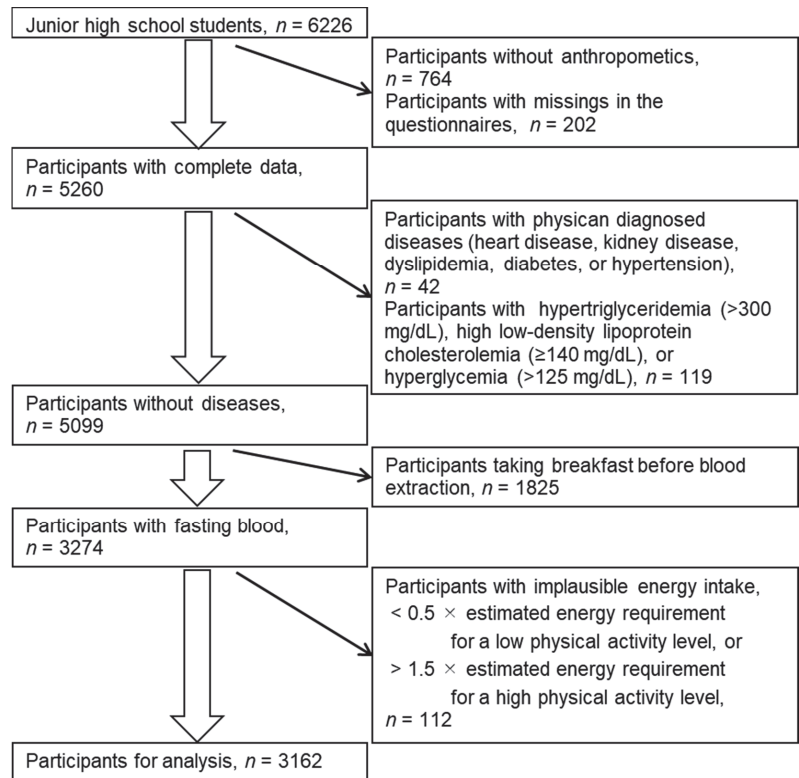 Junior high school students, n = 6226
Participants without anthropometics,
n = 764
Participants with missings in the
questionnaires, n = 202
Participants with complete data,
n = 5260
Participants with physican diagnosed
diseases (heart disease, kidney disease,
dyslipidemia, diabetes, or hypertension),
n = 42
Participants with hypertriglyceridemia (>300
mg/dL), high low-density lipoprotein
cholesterolemia (≥140 mg/dL), or
hyperglycemia (>125 mg/dL), n = 119
Participants without diseases,
n = 5099
Participants taking breakfast before blood
extraction, n = 1825
Participants with fasting blood,
n = 3274
Participants with implausible energy intake,
< 0.5 × estimated energy requirement
for a low physical activity level, or
> 1.5 × estimated energy requirement
for a high physical activity level,
n = 112
Participants for analysis, n = 3162